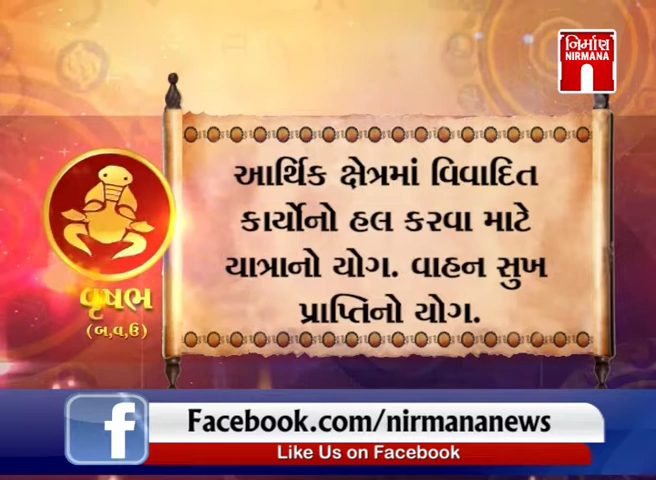 નિર્માણ
NIRMANA
આર્થિક ક્ષેત્રમાં વિવાદિત
કાર્યોનો હલ કરવા માટે
યાત્રાનો યોગ. વાહન સુખ
પ્રાપ્તિનો યોગ.
વૃષભ
(બ,વ,ઉ)
Facebook.com/nirmananews
Like Us on Facebook